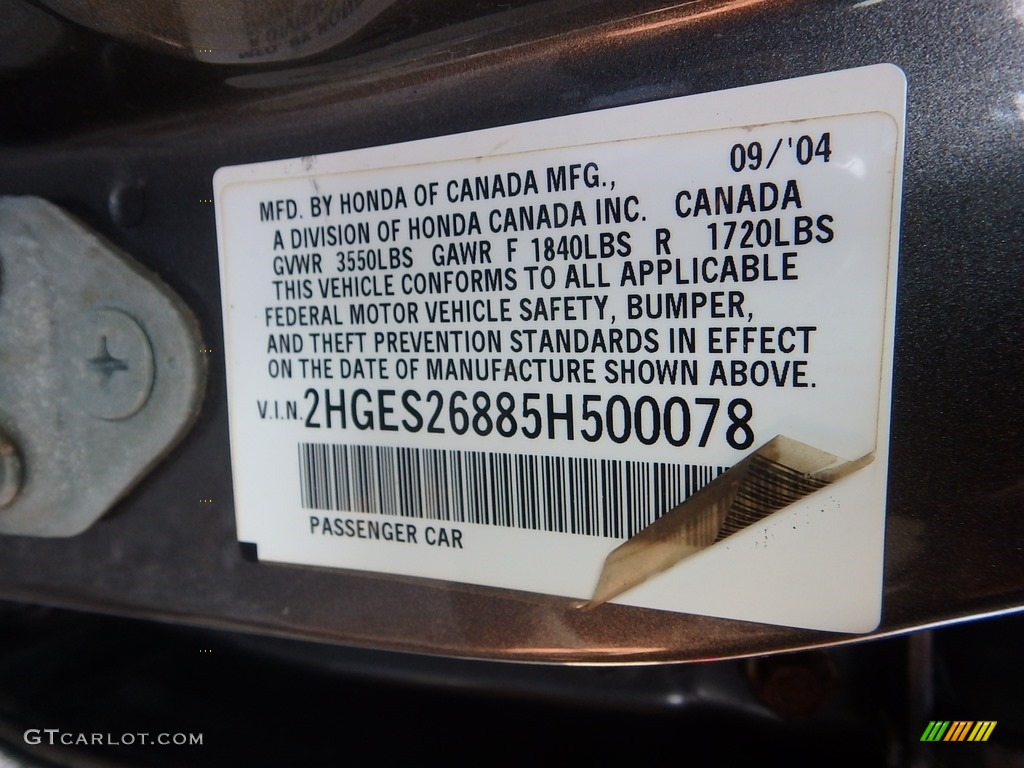 09/'04
MFD. BY HONDA OF CANADA MFG.,
A DIVISION OF HONDA CANADA INC. CANADA
GVWR 3550LBS GAWR F 1840LBS R 1720LBS
THIS VEHICLE CONFORMS TO ALL APPLICABLE
FEDERAL MOTOR VEHICLE SAFETY, BUMPER,
AND THEFT PREVENTION STANDARDS IN EFFECT
ON THE DATE OF MANUFACTURE SHOWN ABOVE.
V.I.N. 2HGES26885H500078
PASSENGER CAR
GTCARLOT.COM